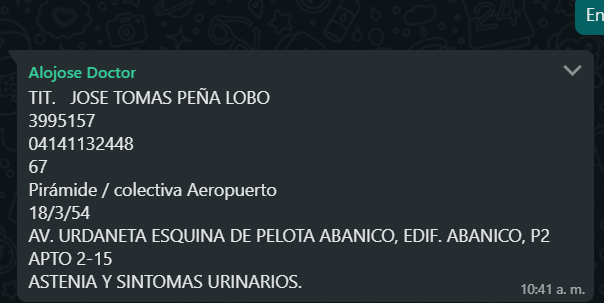 En
Alojose Doctor
TIT. JOSE TOMAS PEÑA LOBO
3995157
04141132448
67
Pirámide / colectiva Aeropuerto
18/3/54
AV. URDANETA ESQUINA DE PELOTA ABANICO, EDIF. ABANICO, P2
APTO 2-15
ASTENIA Y SINTOMAS URINARIOS.
10:41 a. m.